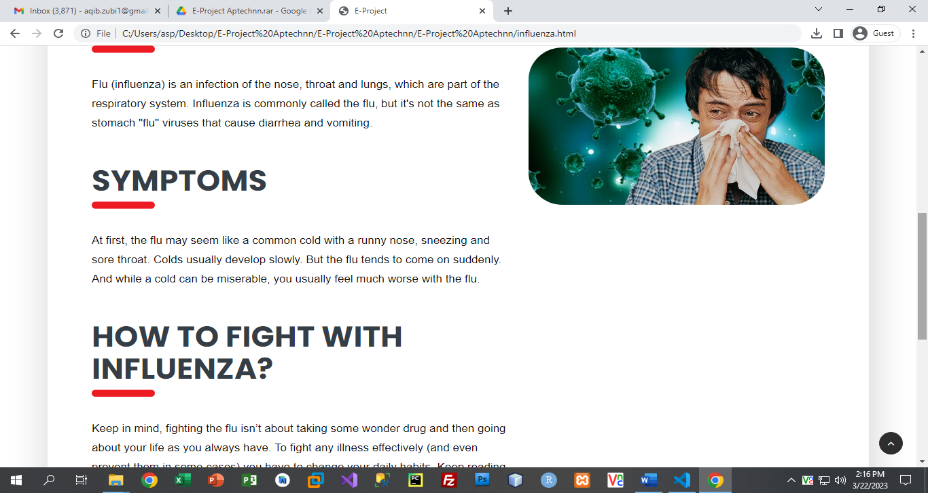 Inbox (3,871) - aqib.zubi1@gmai
E-Project Aptechnn.rar - Google
E-Project
File
C:/Users/asp/Desktop/E-Project%20Aptechnn/E-Project%20Aptechnn/E-Project%20Aptechnn/influenza.html
Guest
Flu (influenza) is an infection of the nose, throat and lungs, which are part of the
respiratory system. Influenza is commonly called the flu, but it's not the same as
stomach "flu" viruses that cause diarrhea and vomiting.
SYMPTOMS
At first, the flu may seem like a common cold with a runny nose, sneezing and
sore throat. Colds usually develop slowly. But the flu tends to come on suddenly.
And while a cold can be miserable, you usually feel much worse with the flu.
HOW TO FIGHT WITH
INFLUENZA?
Keep in mind, fighting the flu isn't about taking some wonder drug and then going
about your life as you always have. To fight any illness effectively (and even
prevent them in some cases) you have to change your daily habits. Keep reading
2:16 PM
3/22/2023